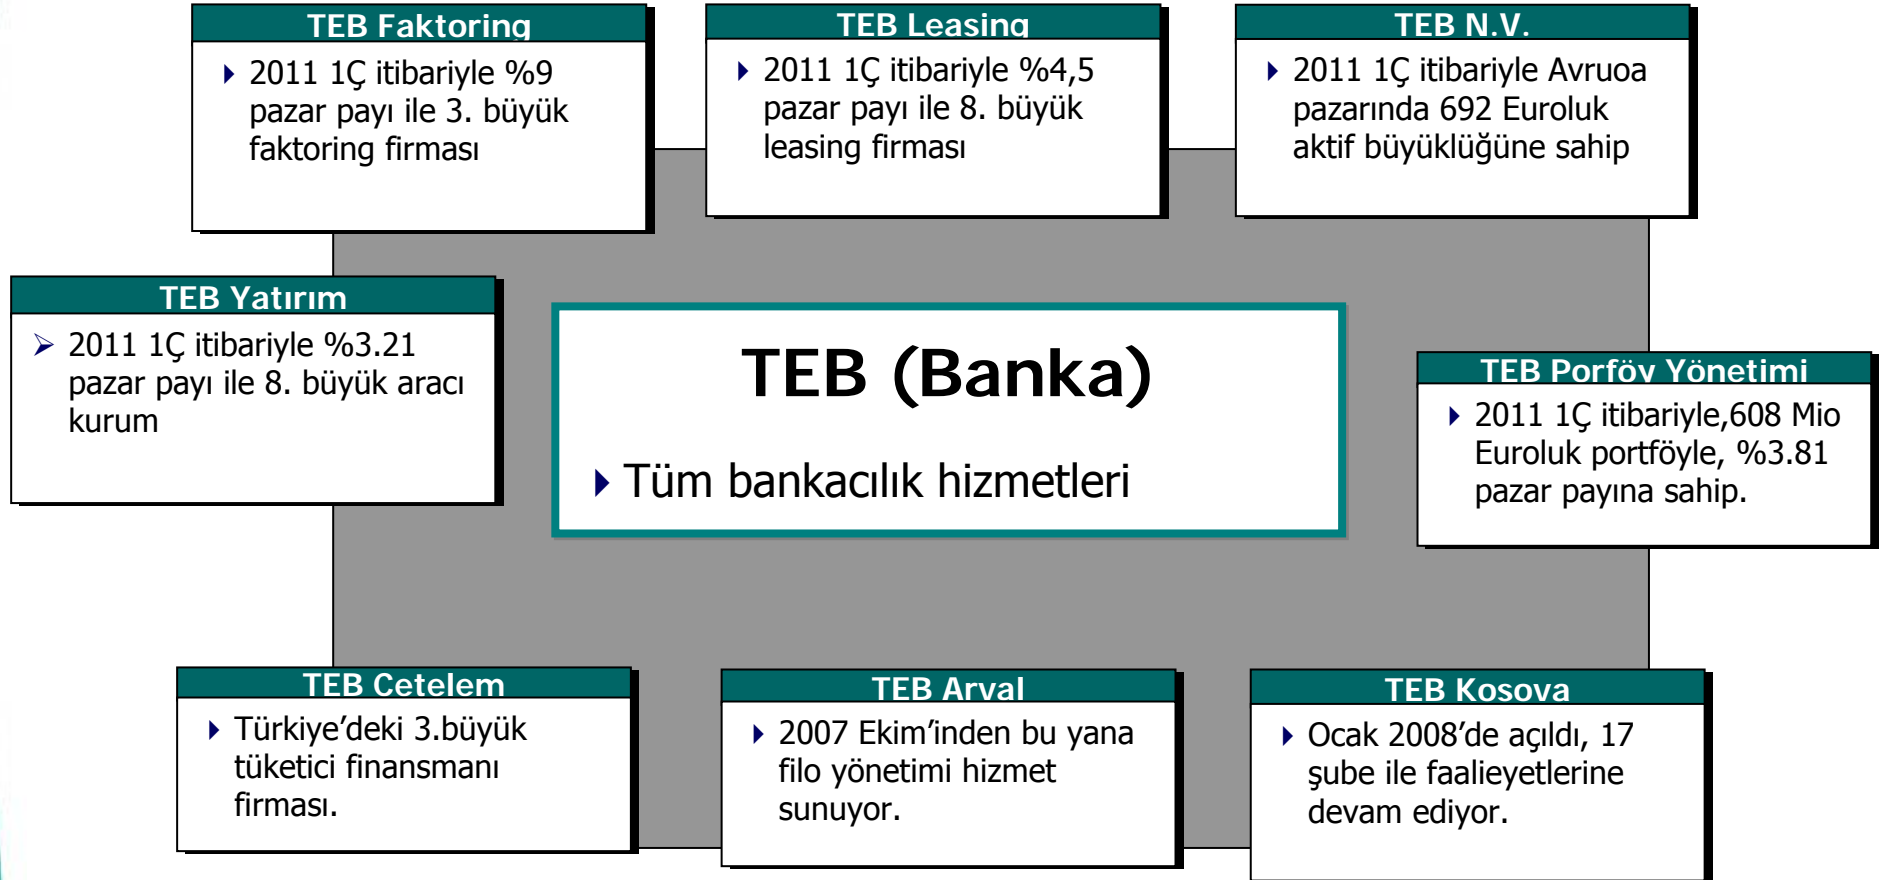 TEB Faktoring
2011 1Ç itibariyle %9
pazar payı ile 3. büyük
faktoring firması
TEB Leasing
2011 1Ç itibariyle %4,5
pazar payı ile 8. büyük
leasing firması
TEB N.V.
2011 1Ç itibariyle Avruoa
pazarında 692 Euroluk
aktif büyüklüğüne sahip
TEB Yatırım
2011 1Ç itibariyle %3.21
pazar payı ile 8. büyük aracı
kurum
TEB (Banka)
Tüm bankacılık hizmetleri
TEB Porföy Yönetimi
2011 1Ç itibariyle,608 Mio
Euroluk portföyle, %3.81
pazar payına sahip.
TEB Cetelem
Türkiye’deki 3.büyük
tüketici finansmanı
firması.
TEB Arval
2007 Ekim’inden bu yana
filo yönetimi hizmet
sunuyor.
TEB Kosova
Ocak 2008’de açıldı, 17
şube ile faalieyetlerine
devam ediyor.